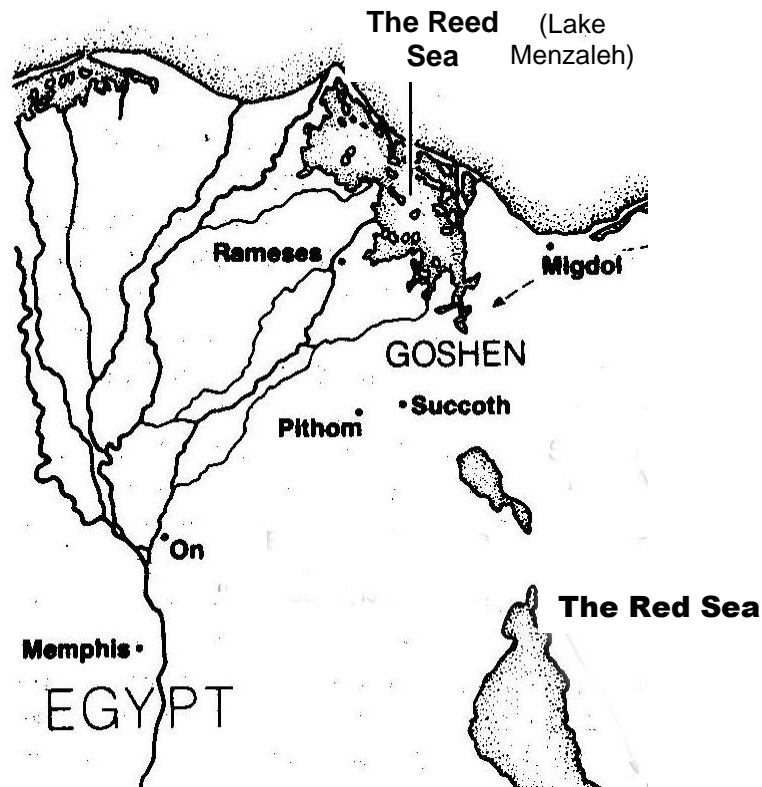 The Reed
Sea
(Lake
Menzaleh)
Rameses
Migdol
GOSHEN
Succoth
Pithom
On
The Red Sea
Memphis
EGYPT